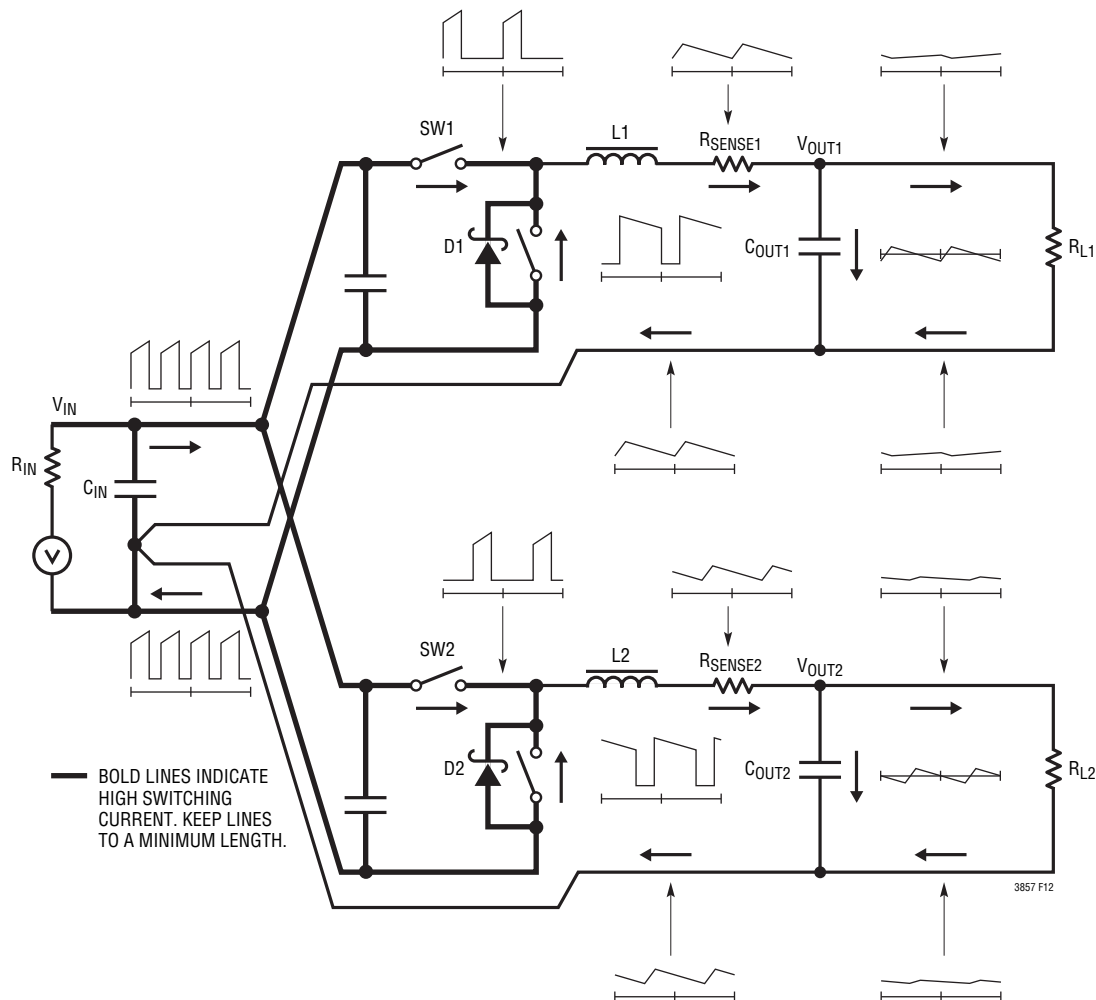 SW1
L1
RSENSE1
VOUT1
D1
COUT1
RL1
VIN
RIN
CIN
V
SW2
L2
RSENSE2
VOUT2
D2
COUT2
RL2
BOLD LINES INDICATE
HIGH SWITCHING
CURRENT. KEEP LINES
TO A MINIMUM LENGTH.
3857 F12